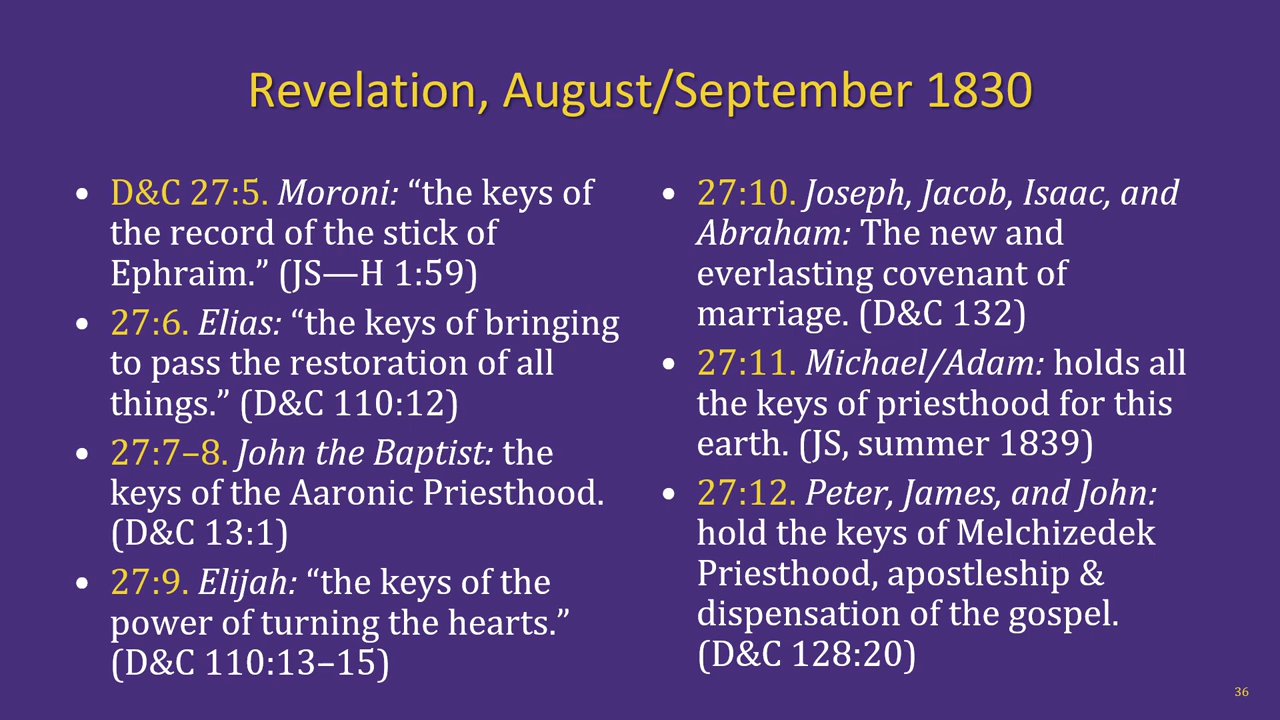 Revelation, August/September 1830
• D&C 27:5. Moroni: “the keys of
the record of the stick of
Ephraim.” (JS—H 1:59)
• 27:6. Elias: “the keys of bringing
to pass the restoration of all
things.” (D&C 110:12)
• 27:7–8. John the Baptist: the
keys of the Aaronic Priesthood.
(D&C 13:1)
• 27:9. Elijah: “the keys of the
power of turning the hearts.”
(D&C 110:13–15)
• 27:10. Joseph, Jacob, Isaac, and
Abraham: The new and
everlasting covenant of
marriage. (D&C 132)
• 27:11. Michael/Adam: holds all
the keys of priesthood for this
earth. (JS, summer 1839)
• 27:12. Peter, James, and John:
hold the keys of Melchizedek
Priesthood, apostleship &
dispensation of the gospel.
(D&C 128:20)
36